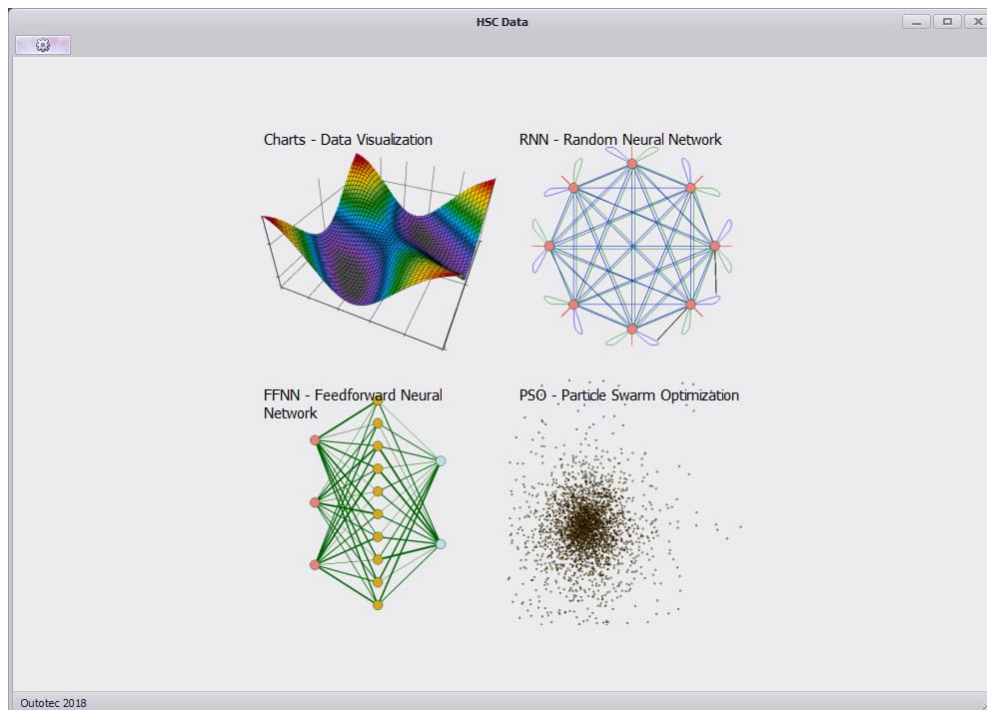 HSC Data
Charts - Data Visualization
RNN - Random Neural Network
FFNN - Feedforward Neural
Network
PSO - Particle Swarm Optimization
Outotec 2018